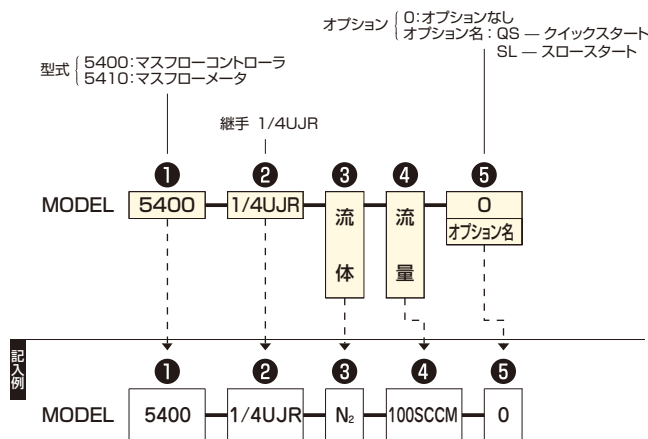 オプション { 0:オプションなし
オプション名:QS ― クイックスタート
SL ― スロースタート
型式 { 5400:マスフローコントローラ
5410:マスフローメータ
継手 1/4UJR
❶ ❷ ❸ ❹ ❺
MODEL 5400 1/4UJR 流体 流量 0
オプション名
記入例
❶ ❷ ❸ ❹ ❺
MODEL 5400 1/4UJR N₂ 100SCCM 0